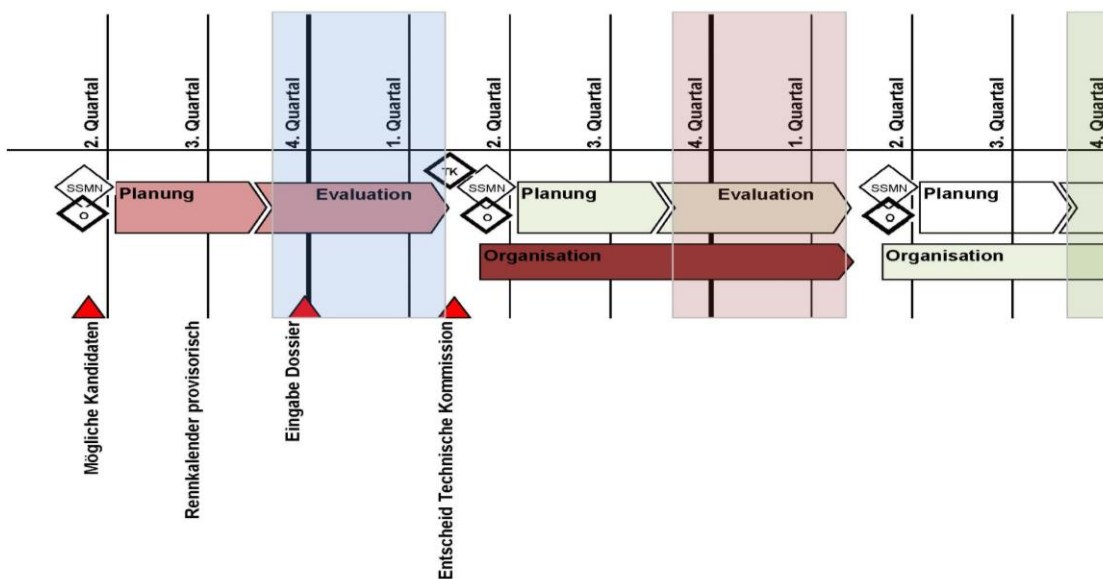 2. Quartal
3. Quartal
4. Quartal
1. Quartal
2. Quartal
3. Quartal
4. Quartal
1. Quartal
2. Quartal
3. Quartal
4. Quartal
TK
SSMN
O
Planung
Evaluation
SSMN
O
Planung
Evaluation
SSMN
O
Planung
Organisation
Organisation
Mögliche Kandidaten
Rennkalender provisorisch
Eingabe Dossier
Entscheid Technische Kommission